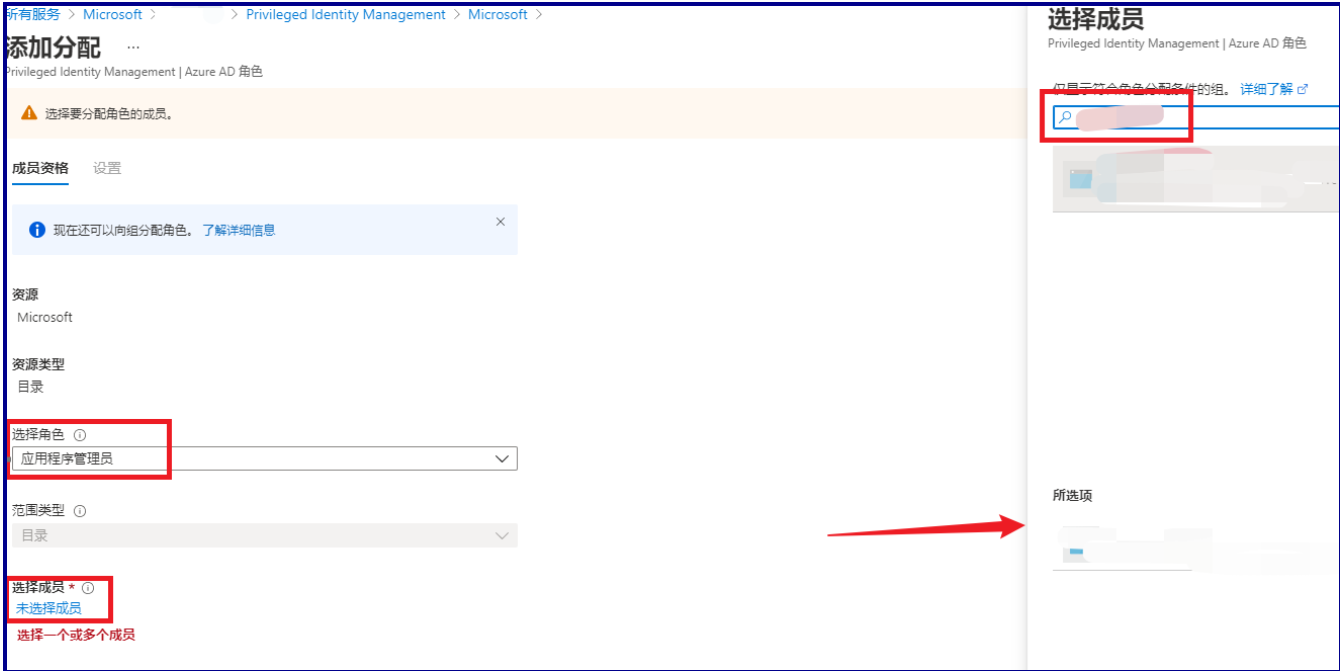 所有服务 > Microsoft > > Privileged Identity Management > Microsoft >
添加分配 ...
Privileged Identity Management | Azure AD 角色
选择要分配角色的成员。
成员资格 设置
现在还可以向组分配角色。 了解详细信息
资源
Microsoft
资源类型
目录
选择角色
应用程序管理员
范围类型
目录
选择成员 *
未选择成员
选择一个或多个成员
选择成员
Privileged Identity Management | Azure AD 角色
仅显示符合角色分配条件的组。 详细了解
所选项